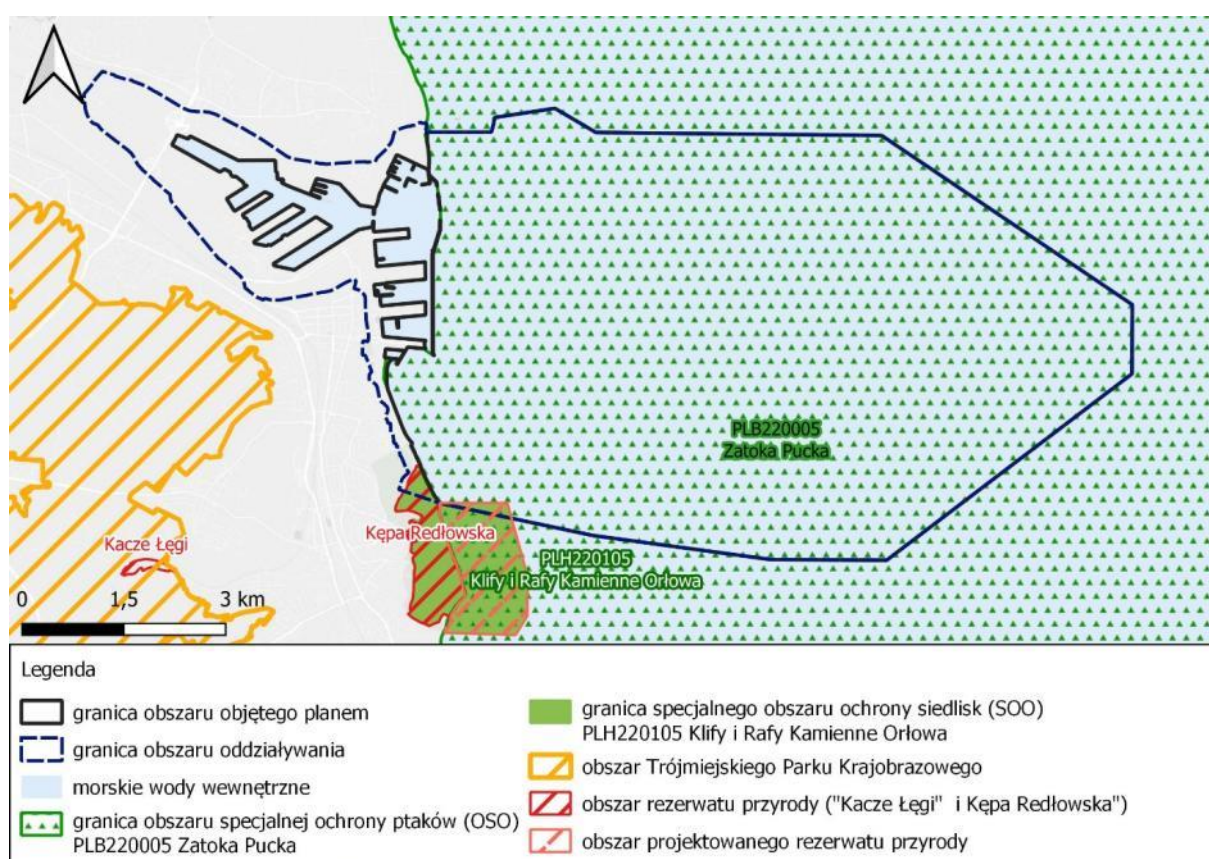 PLB220005
Zatoka Pucka
Kępa Redłowska
Kacze Łęgi
PLH220105
Klify i Rafy Kamienne Orłowa
0 1,5 3 km
Legenda
granica obszaru objętego planem
granica obszaru oddziaływania
morskie wody wewnętrzne
granica obszaru specjalnej ochrony ptaków (OSO)
PLB220005 Zatoka Pucka
granica specjalnego obszaru ochrony siedlisk (SOO)
PLH220105 Klify i Rafy Kamienne Orłowa
obszar Trójmiejskiego Parku Krajobrazowego
obszar rezerwatu przyrody ("Kacze Łęgi" i Kępa Redłowska")
obszar projektowanego rezerwatu przyrody